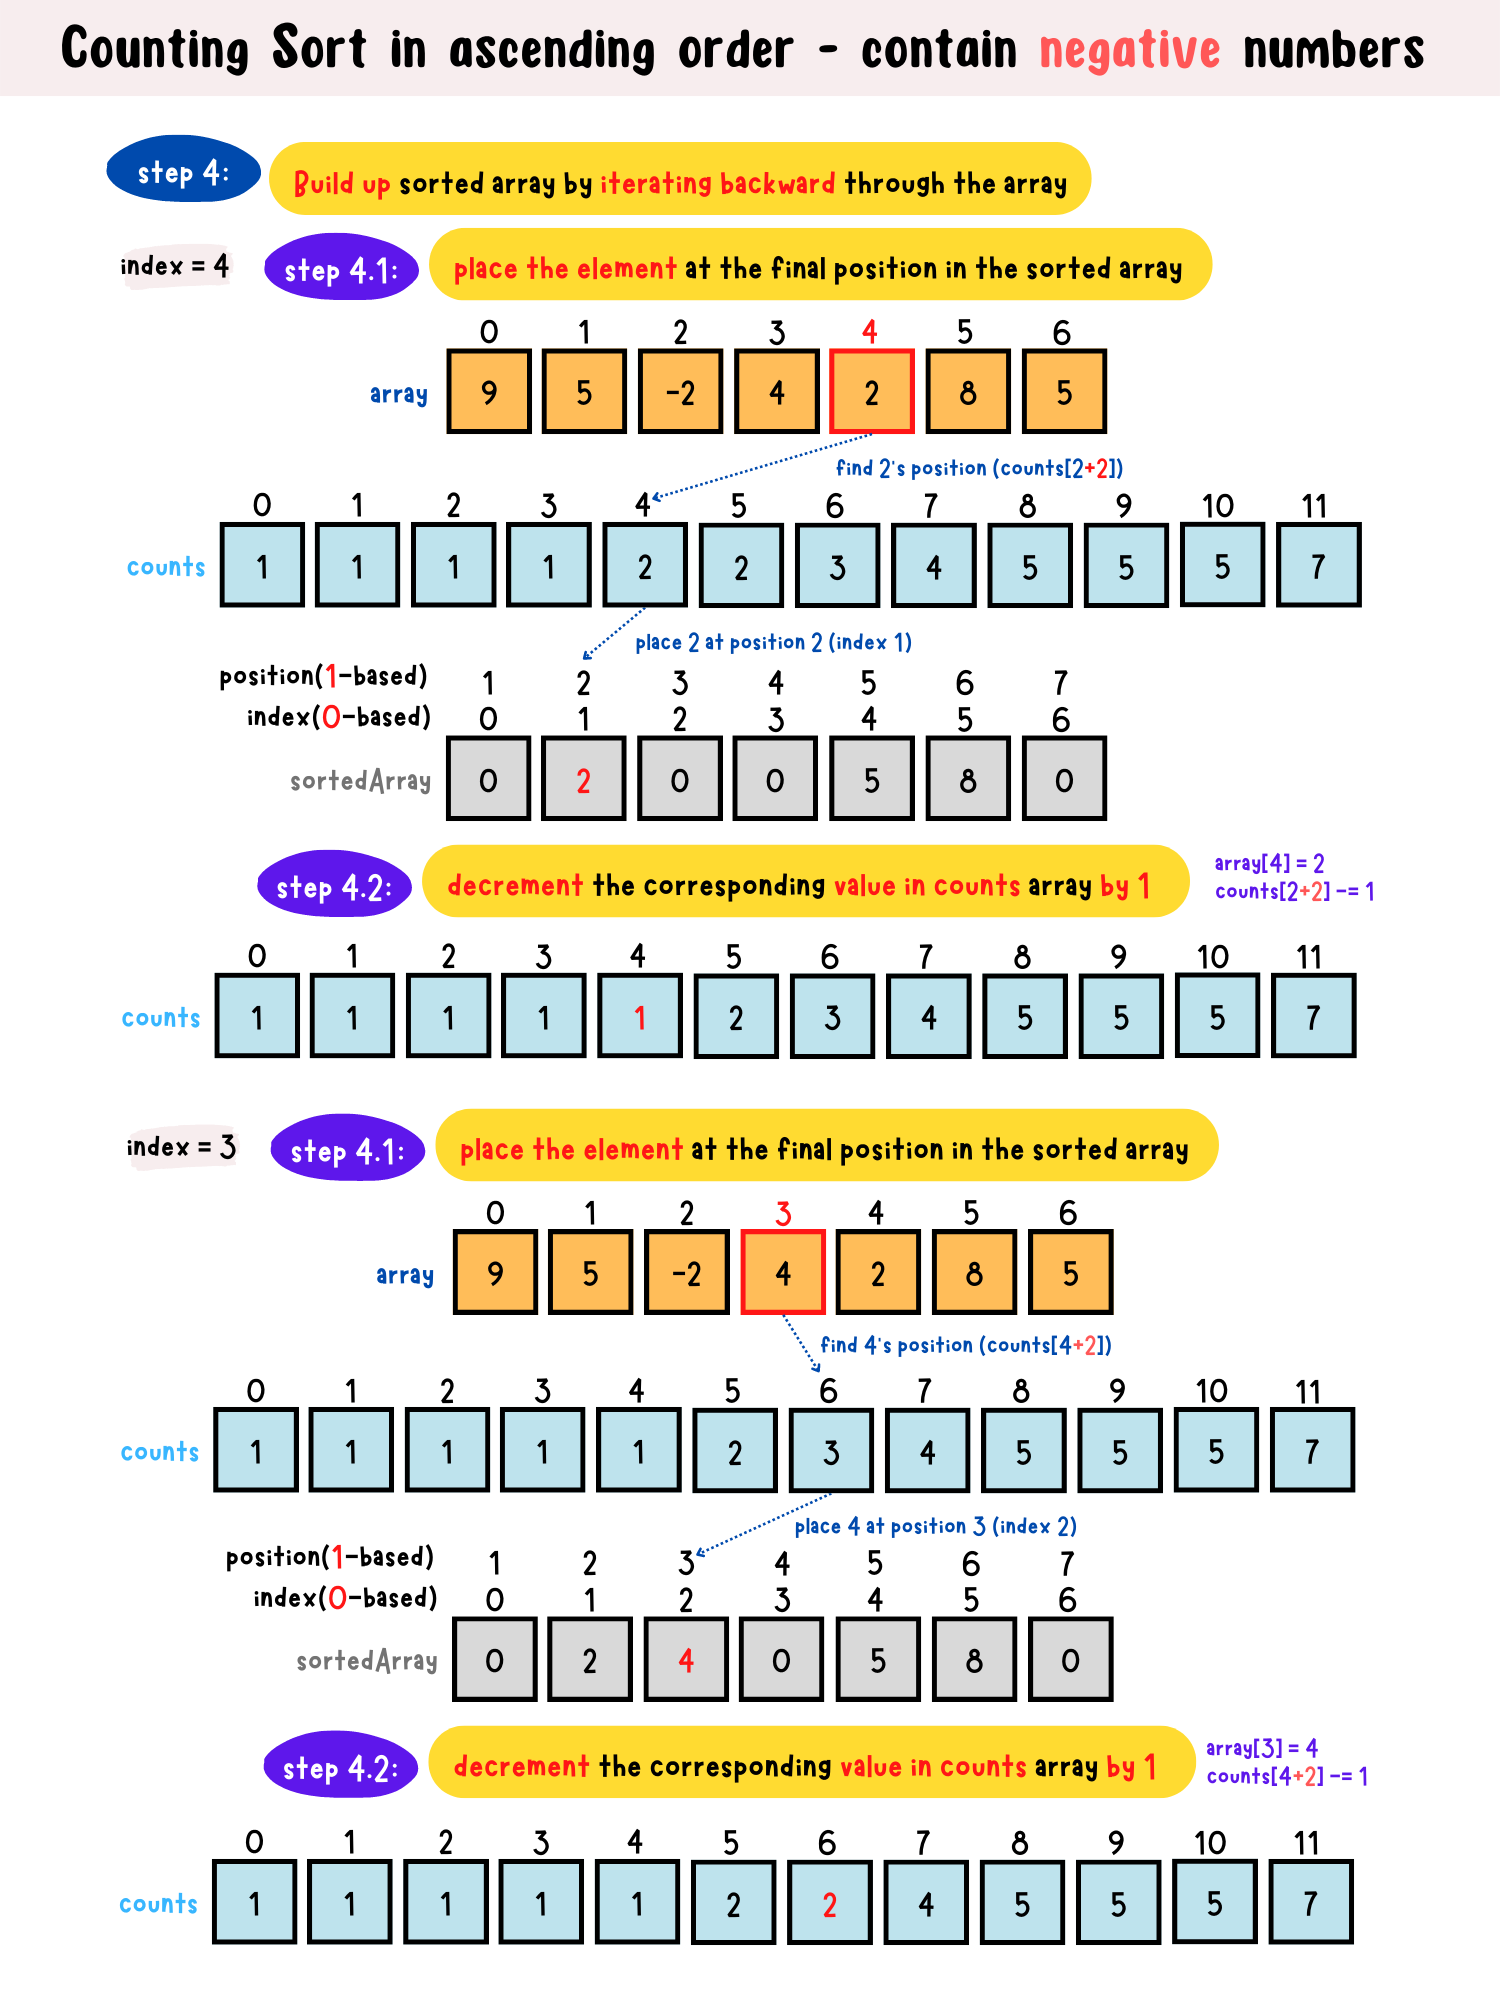 Counting Sort in ascending order - contain negative numbers
step 4: Build up sorted array by iterating backward through the array
index = 4 step 4.1: place the element at the final position in the sorted array
0 1 2 3 4 5 6
array 9 5 -2 4 2 8 5
find 2's position (counts[2+2])
0 1 2 3 4 5 6 7 8 9 10 11
counts 1 1 1 1 2 2 3 4 5 5 5 7
place 2 at position 2 (index 1)
position(1-based) 1 2 3 4 5 6 7
index(0-based) 0 1 2 3 4 5 6
sortedArray 0 2 0 0 5 8 0
step 4.2: decrement the corresponding value in counts array by 1
array[4] = 2
counts[2+2] -= 1
0 1 2 3 4 5 6 7 8 9 10 11
counts 1 1 1 1 1 2 3 4 5 5 5 7
index = 3 step 4.1: place the element at the final position in the sorted array
0 1 2 3 4 5 6
array 9 5 -2 4 2 8 5
find 4's position (counts[4+2])
0 1 2 3 4 5 6 7 8 9 10 11
counts 1 1 1 1 1 2 3 4 5 5 5 7
place 4 at position 3 (index 2)
position(1-based) 1 2 3 4 5 6 7
index(0-based) 0 1 2 3 4 5 6
sortedArray 0 2 4 0 5 8 0
step 4.2: decrement the corresponding value in counts array by 1
array[3] = 4
counts[4+2] -= 1
0 1 2 3 4 5 6 7 8 9 10 11
counts 1 1 1 1 1 2 2 4 5 5 5 7